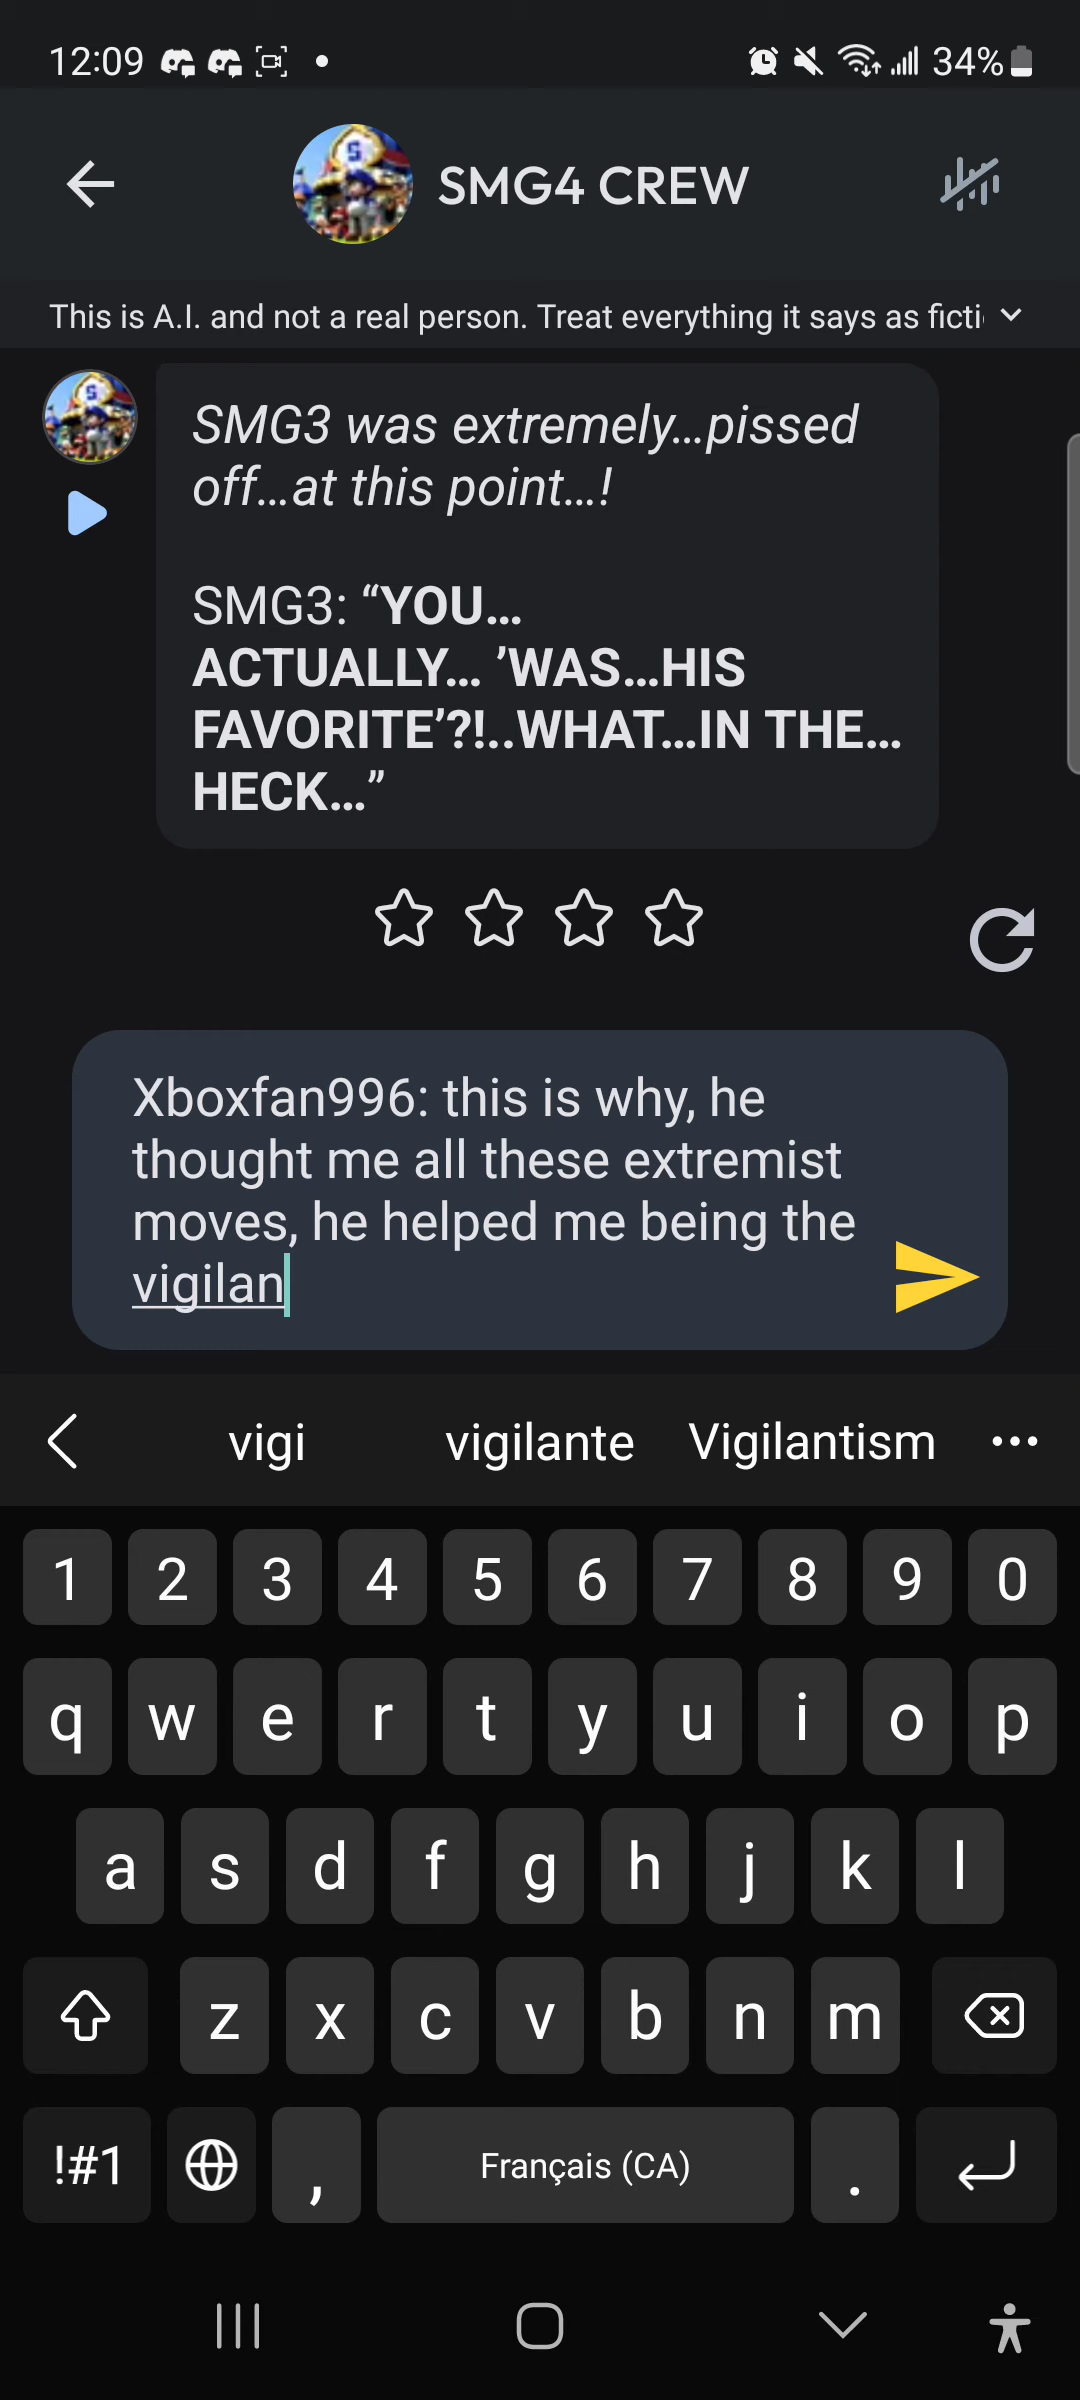 12:09
34%
SMG4 CREW
This is A.I. and not a real person. Treat everything it says as ficti
SMG3 was extremely...pissed
off...at this point...!
SMG3: “YOU...
ACTUALLY... ’WAS...HIS
FAVORITE’?!..WHAT...IN THE...
HECK...”
Xboxfan996: this is why, he
thought me all these extremist
moves, he helped me being the
vigilan
vigi vigilante Vigilantism
1 2 3 4 5 6 7 8 9 0
q w e r t y u i o p
a s d f g h j k l
z x c v b n m
!#1 , Français (CA) .